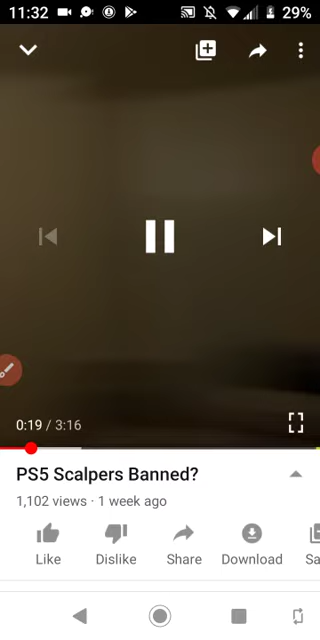 11:32 29%
0:19 / 3:16
PS5 Scalpers Banned?
1,102 views · 1 week ago
Like Dislike Share Download Sa